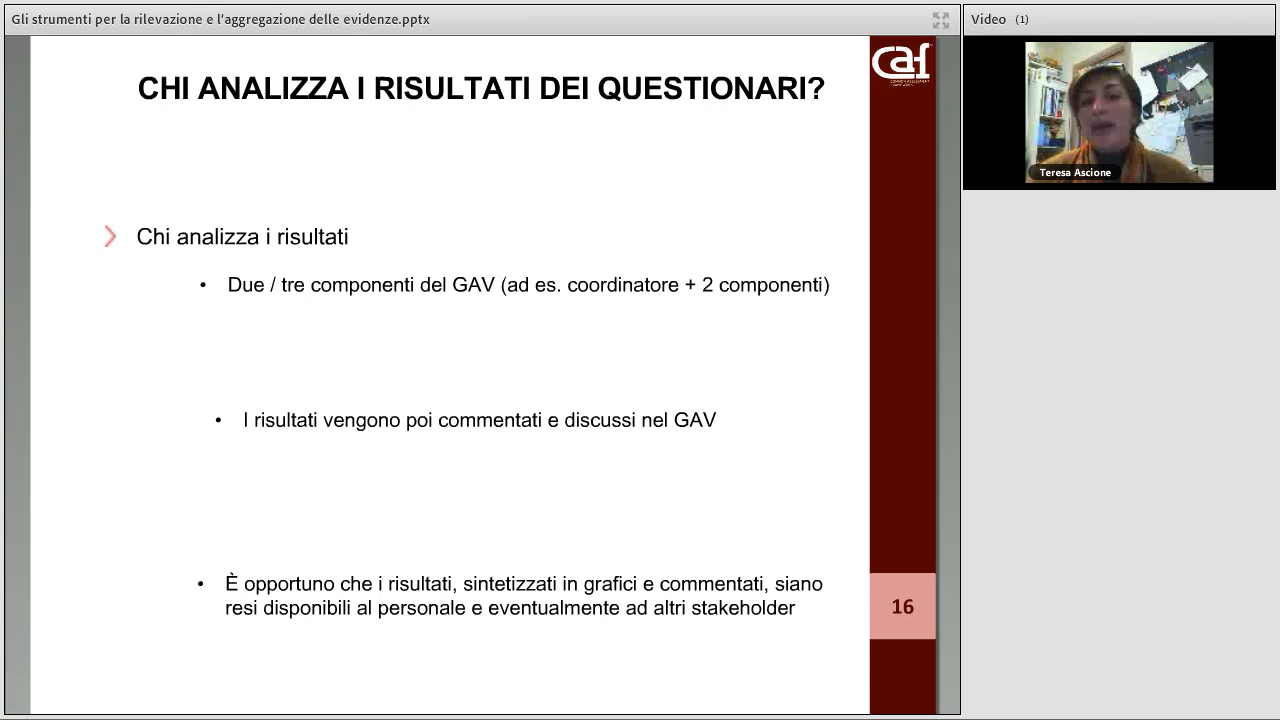 Gli strumenti per la rilevazione e l'aggregazione delle evidenze.pptx
Video (1)
CHI ANALIZZA I RISULTATI DEI QUESTIONARI?
caf
Teresa Ascione
Chi analizza i risultati
• Due / tre componenti del GAV (ad es. coordinatore + 2 componenti)
• I risultati vengono poi commentati e discussi nel GAV
• È opportuno che i risultati, sintetizzati in grafici e commentati, siano
resi disponibili al personale e eventualmente ad altri stakeholder
16